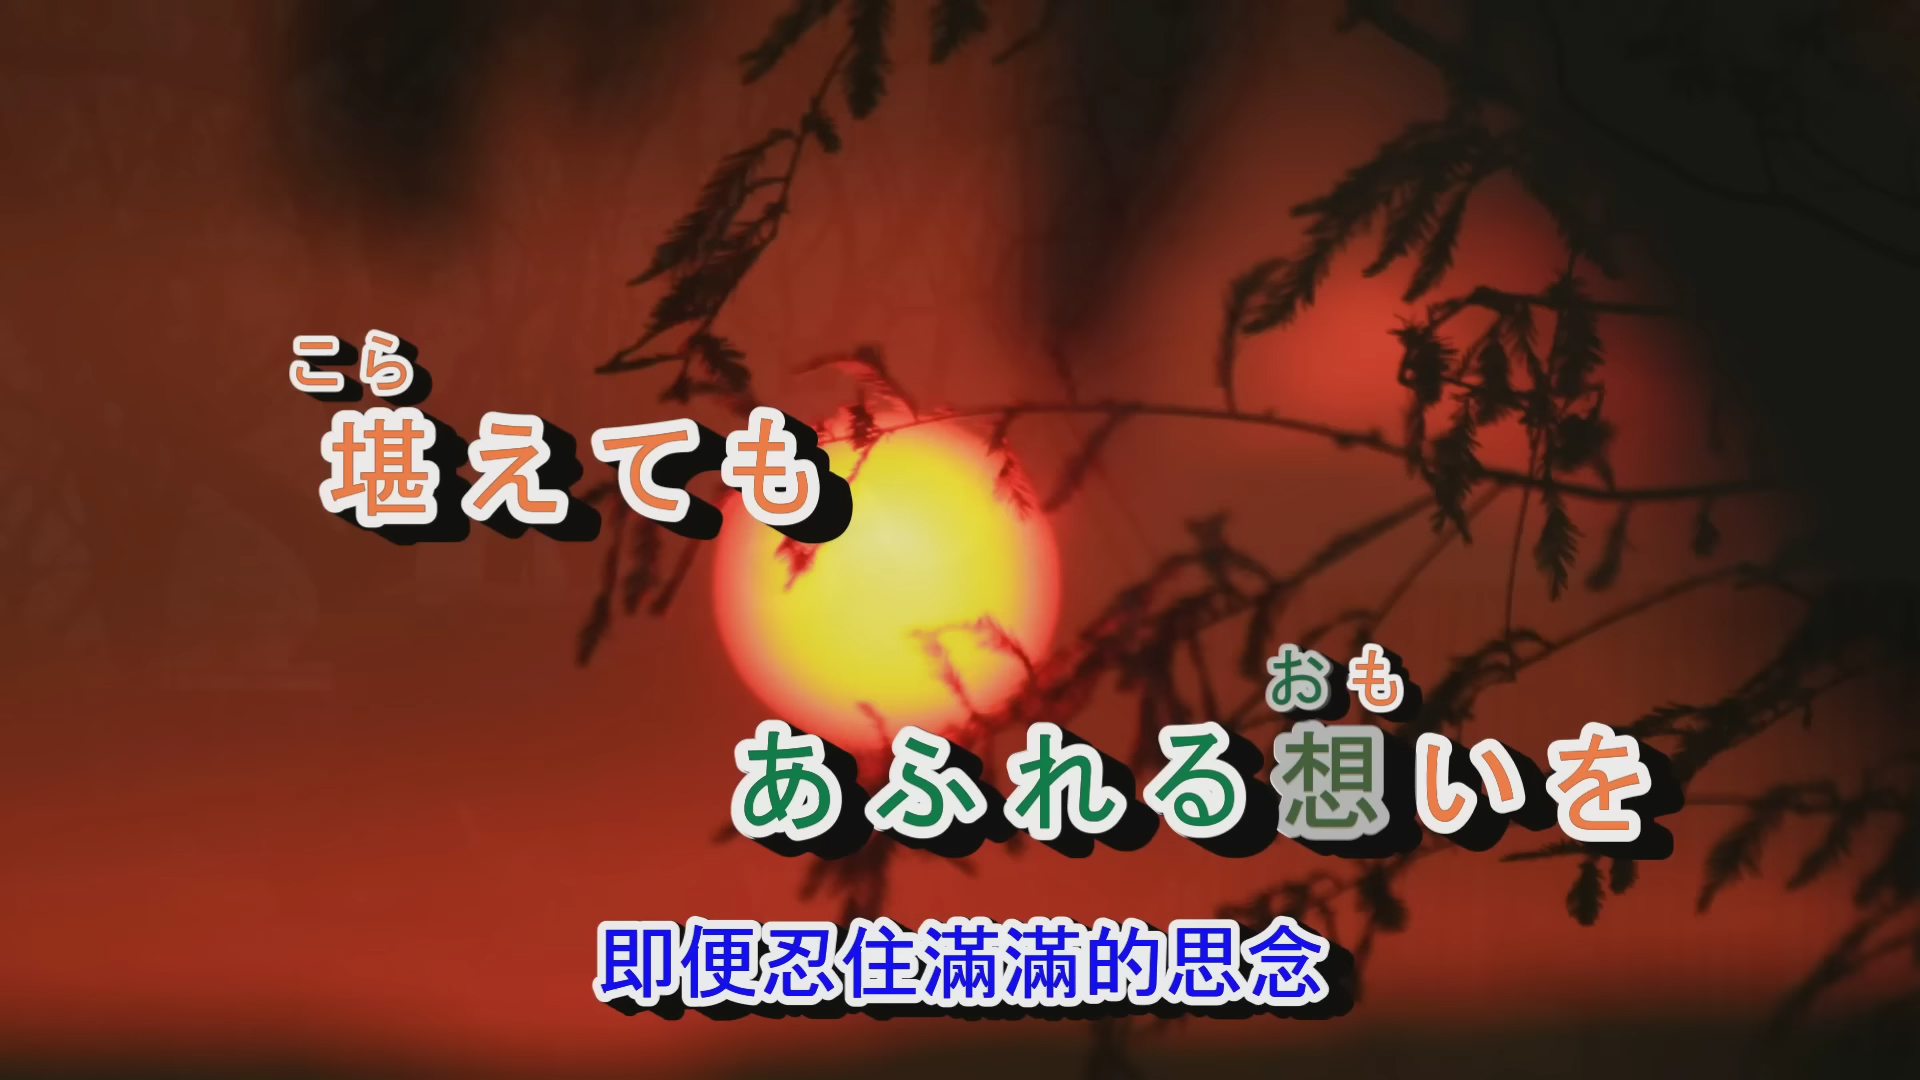 こら
堪えても
おも
あふれる想いを
即便忍住滿滿的思念